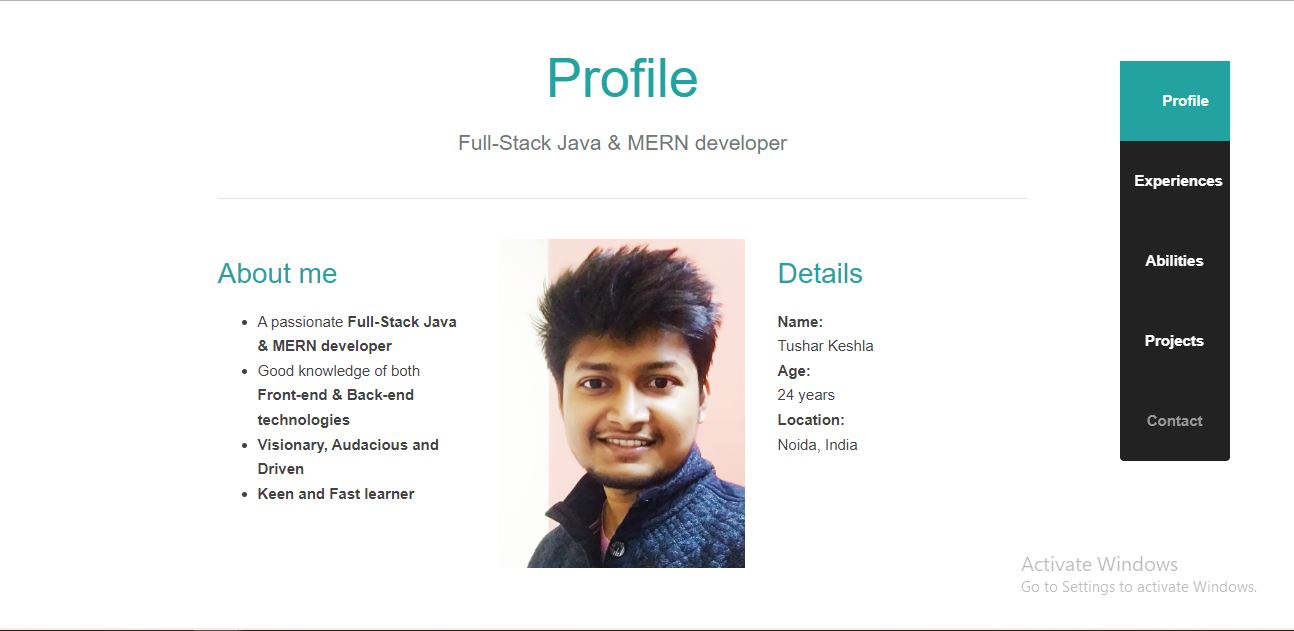 Profile
Full-Stack Java & MERN developer
About me
A passionate Full-Stack Java
& MERN developer
Good knowledge of both
Front-end & Back-end
technologies
Visionary, Audacious and
Driven
Keen and Fast learner
Details
Name:
Tushar Keshla
Age:
24 years
Location:
Noida, India
Profile
Experiences
Abilities
Projects
Contact
Activate Windows
Go to Settings to activate Windows.